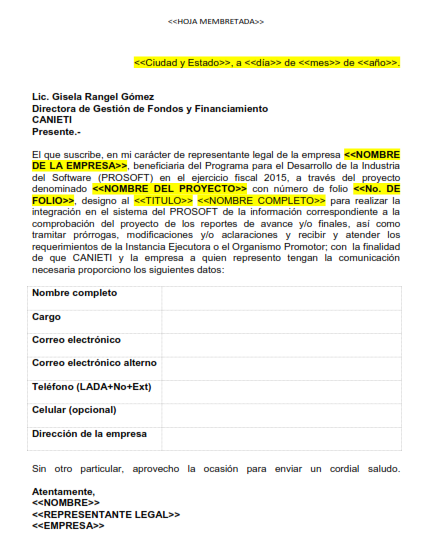 <<HOJA MEMBRETADA>>
<<Ciudad y Estado>>, a <<día>> de <<mes>> de <<año>>.
Lic. Gisela Rangel Gómez
Directora de Gestión de Fondos y Financiamiento
CANIETI
Presente.-
El que suscribe, en mi carácter de representante legal de la empresa <<NOMBRE
DE LA EMPRESA>>, beneficiaria del Programa para el Desarrollo de la Industria
del Software (PROSOFT) en el ejercicio fiscal 2015, a través del proyecto
denominado <<NOMBRE DEL PROYECTO>> con número de folio <<No. DE
FOLIO>>, designo al <<TITULO>> <<NOMBRE COMPLETO>> para realizar la
integración en el sistema del PROSOFT de la información correspondiente a la
comprobación del proyecto de los reportes de avance y/o finales, así como
tramitar prórrogas, modificaciones y/o aclaraciones y recibir y atender los
requerimientos de la Instancia Ejecutora o el Organismo Promotor; con la finalidad
de que CANIETI y la empresa a quien represento tengan la comunicación
necesaria proporciono los siguientes datos:
Nombre completo
Cargo
Correo electrónico
Correo electrónico alterno
Teléfono (LADA+No+Ext)
Celular (opcional)
Dirección de la empresa
Sin otro particular, aprovecho la ocasión para enviar un cordial saludo.
Atentamente,
<<NOMBRE>>
<<REPRESENTANTE LEGAL>>
<<EMPRESA>>